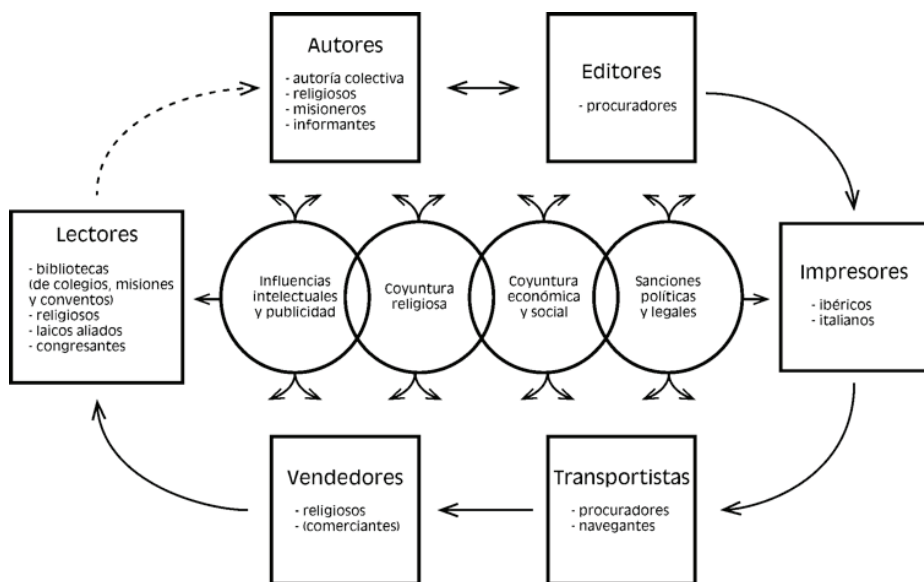 Autores
- autoría colectiva
- religiosos
- misioneros
- informantes
Editores
- procuradores
Lectores
- bibliotecas
(de colegios, misiones
y conventos)
- religiosos
- laicos aliados
- congresantes
Influencias
intelectuales
y publicidad
Coyuntura
religiosa
Coyuntura
económica
y social
Sanciones
políticas
y legales
Impresores
- ibéricos
- italianos
Vendedores
- religiosos
- (comerciantes)
Transportistas
- procuradores
- navegantes